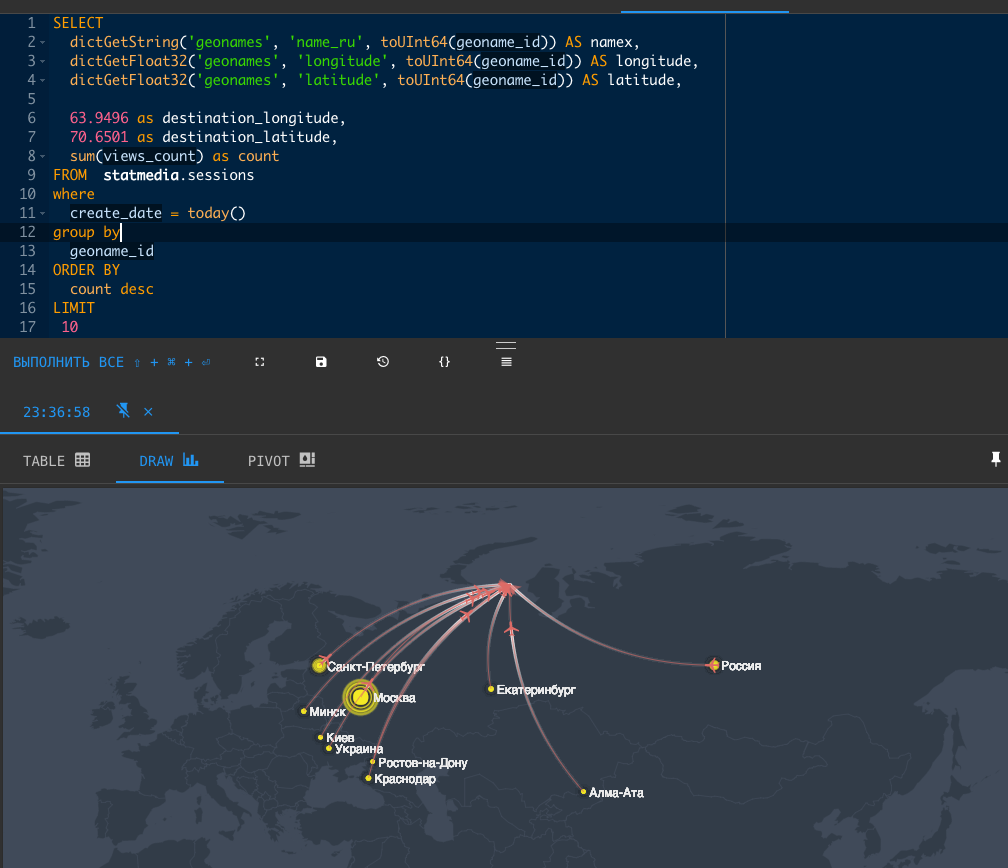 1 SELECT
2 dictGetString('geonames', 'name_ru', toUInt64(geoname_id)) AS namex,
3 dictGetFloat32('geonames', 'longitude', toUInt64(geoname_id)) AS longitude,
4 dictGetFloat32('geonames', 'latitude', toUInt64(geoname_id)) AS latitude,
5
6 63.9496 as destination_longitude,
7 70.6501 as destination_latitude,
8 sum(views_count) as count
9 FROM statmedia.sessions
10 where
11 create_date = today()
12 group by
13 geoname_id
14 ORDER BY
15 count desc
16 LIMIT
17 10
ВЫПОЛНИТЬ ВСЕ ⇧ + ⌘ + ⏎ {}
23:36:58 ×
TABLE DRAW PIVOT
Санкт-Петербург
Россия
Екатеринбург
Москва
Минск
Киев
Украина
Ростов-на-Дону
Краснодар
Алма-Ата